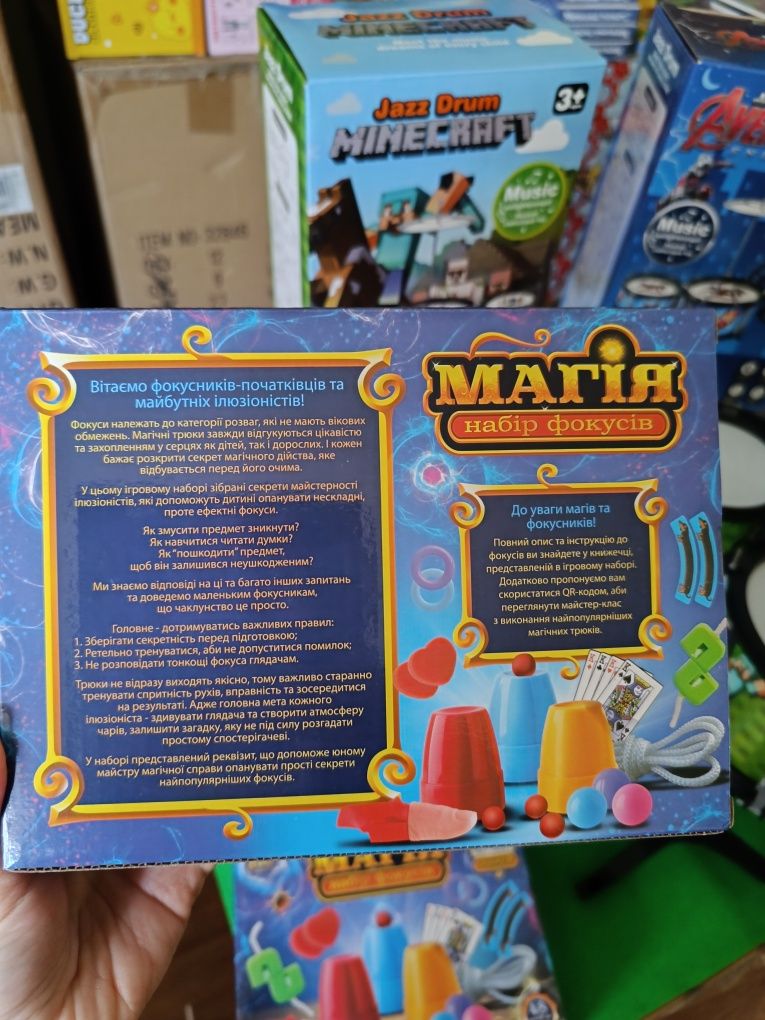 Jazz Drum
MINECRAFT
3+
Music
Jazz Drum
MINECRAFT
Music
ITEM NO
N.W.:
G.W.
МАГІЯ
набір фокусів
Вітаємо фокусників-початківців та
майбутніх ілюзіоністів!
Фокуси належать до категорії розваг, які не мають вікових
обмежень. Магічні трюки завжди відгукуються цікавістю
та захопленням у серцях як дітей, так і дорослих. І кожен
бажає розкрити секрет магічного дійства, яке
відбувається перед його очима.
У цьому ігровому наборі зібрані секрети майстерності
ілюзіоністів, які допоможуть дитині опанувати нескладні,
проте ефектні фокуси.
Як змусити предмет зникнути?
Як навчитися читати думки?
Як "пошкодити" предмет,
щоб він залишився неушкодженим?
Ми знаємо відповіді на ці та багато інших запитань
та доведемо маленьким фокусникам,
що чаклунство це просто.
Головне - дотримуватись важливих правил:
1. Зберігати секретність перед підготовкою;
2. Ретельно тренуватися, аби не допуститися помилок;
3. Не розповідати тонкощі фокуса глядачам.
Трюки не відразу виходять якісно, тому важливо старанно
тренувати спритність рухів, вправність та зосередитися
на результаті. Адже головна мета кожного
ілюзіоніста - здивувати глядача та створити атмосферу
чарів, залишити загадку, яку не під силу розгадати
простому спостерігачеві.
У наборі представлений реквізит, що допоможе юному
майстру магічної справи опанувати прості секрети
найпопулярніших фокусів.
До уваги магів та
фокусників!
Повний опис та інструкцію до
фокусів ви знайдете у книжечці,
представленій в ігровому наборі.
Додатково пропонуємо вам
скористатися QR-кодом, аби
переглянути майстер-клас
з виконання найпопулярніших
магічних трюків.
МАГІЯ
набір фокусів